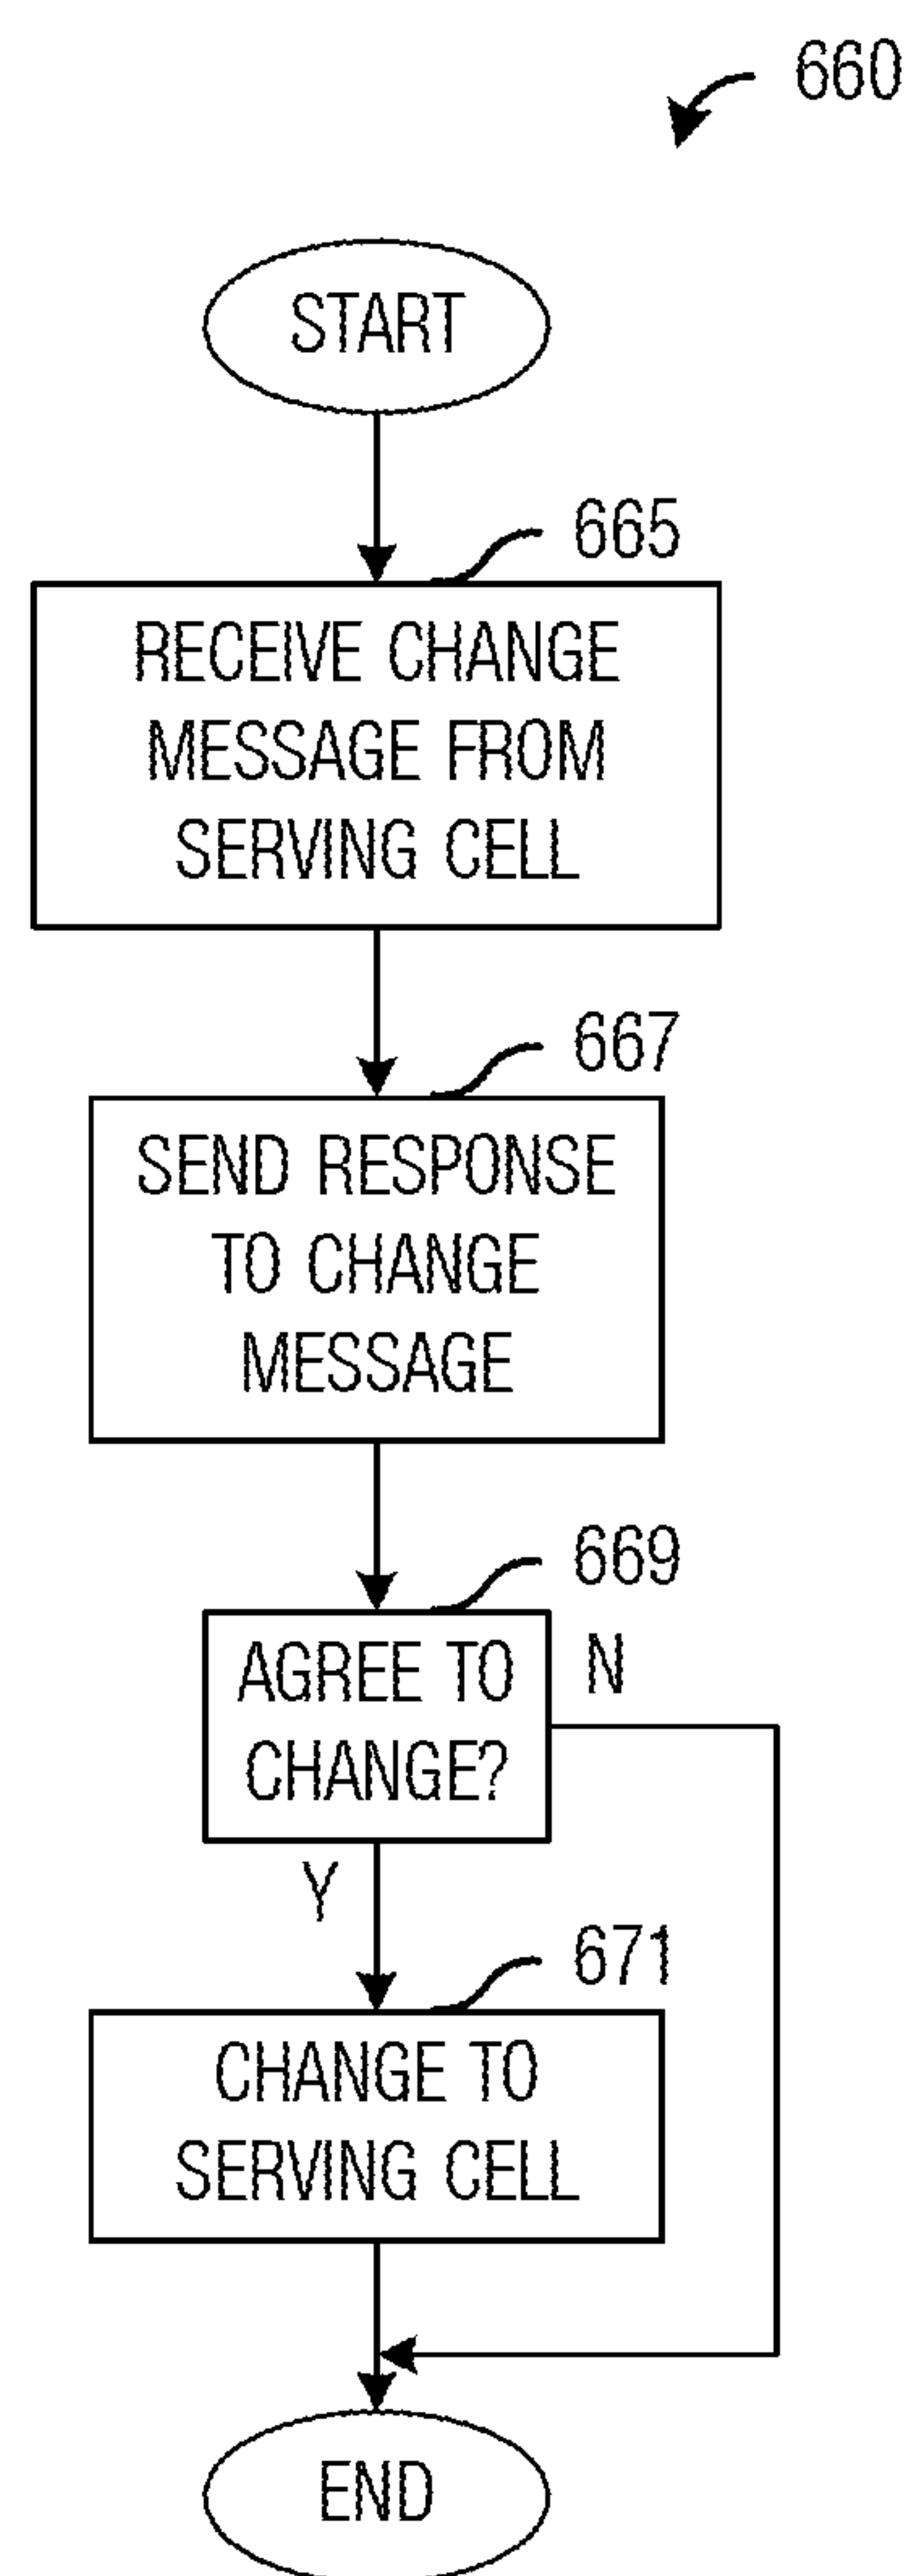 660
START
665
RECEIVE CHANGE
MESSAGE FROM
SERVING CELL
667
SEND RESPONSE
TO CHANGE
MESSAGE
669
AGREE TO
CHANGE?
N
Y
671
CHANGE TO
SERVING CELL
END